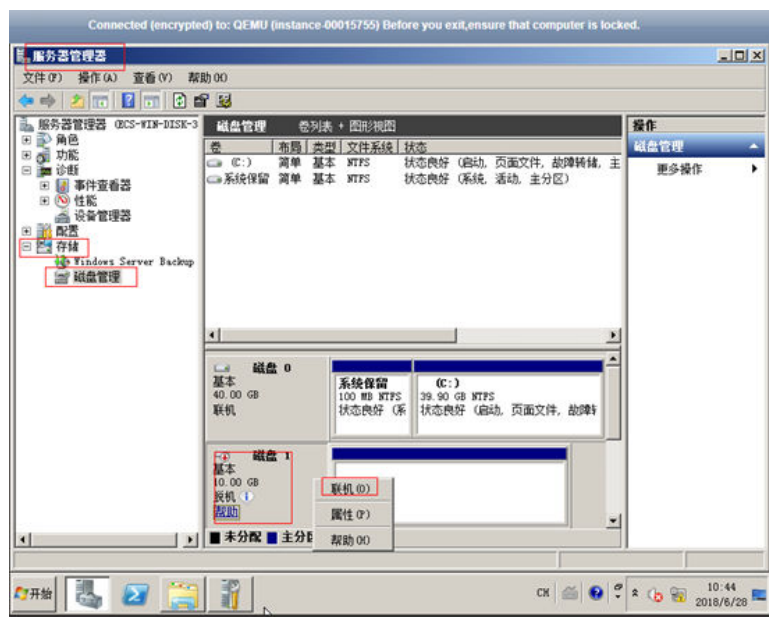 Connected (encrypted) to: QEMU (instance-00015755) Before you exit,ensure that computer is locked.
服务器管理器
文件(F) 操作(A) 查看(V) 帮助(H)
服务器管理器 (ECS-WIN-DISK-3
角色
功能
诊断
事件查看器
性能
设备管理器
配置
存储
Windows Server Backup
磁盘管理
磁盘管理 卷列表 + 图形视图
卷 布局 类型 文件系统 状态
(C:) 简单 基本 NTFS 状态良好 (启动, 页面文件, 故障转储, 主
系统保留 简单 基本 NTFS 状态良好 (系统, 活动, 主分区)
磁盘 0
基本
40.00 GB
联机
系统保留
100 MB NTFS
状态良好 (系
(C:)
39.90 GB NTFS
状态良好 (启动, 页面文件, 故障转
磁盘 1
基本
10.00 GB
脱机
帮助
联机(O)
属性(P)
帮助(H)
未分配 主分
操作
磁盘管理
更多操作
开始
CH
10:44
2018/6/28